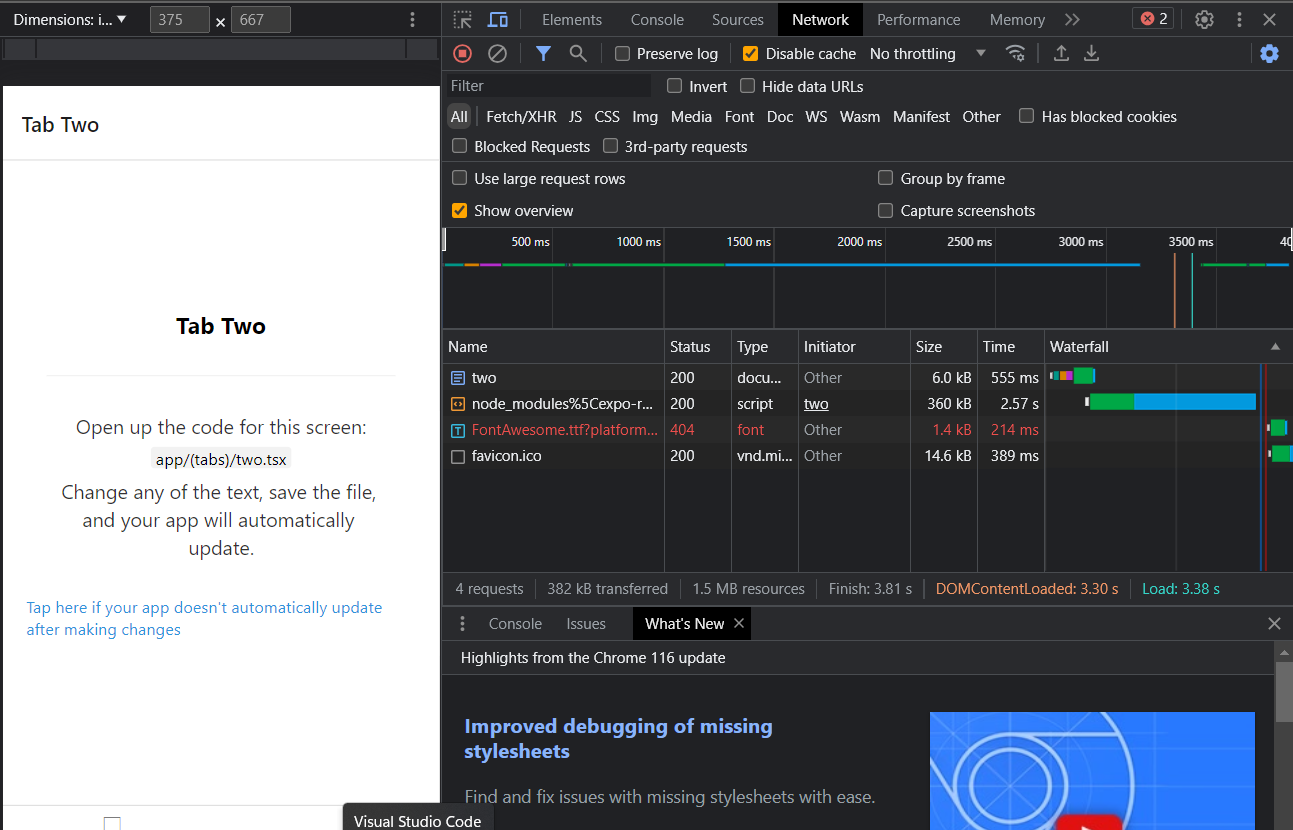 Dimensions: i... ▼ 375 × 667
Elements Console Sources Network Performance Memory 2
Preserve log Disable cache No throttling
Filter Invert Hide data URLs
All Fetch/XHR JS CSS Img Media Font Doc WS Wasm Manifest Other Has blocked cookies
Blocked Requests 3rd-party requests
Use large request rows Group by frame
Show overview Capture screenshots
500 ms 1000 ms 1500 ms 2000 ms 2500 ms 3000 ms 3500 ms
Name Status Type Initiator Size Time Waterfall
two 200 docu... Other 6.0 kB 555 ms
node_modules%5Cexpo-r... 200 script two 360 kB 2.57 s
FontAwesome.ttf?platform... 404 font Other 1.4 kB 214 ms
favicon.ico 200 vnd.mi... Other 14.6 kB 389 ms
4 requests 382 kB transferred 1.5 MB resources Finish: 3.81 s DOMContentLoaded: 3.30 s Load: 3.38 s
Console Issues What's New
Highlights from the Chrome 116 update
Improved debugging of missing
stylesheets
Find and fix issues with missing stylesheets with ease.
Tab Two
Tab Two
Open up the code for this screen:
app/(tabs)/two.tsx
Change any of the text, save the file,
and your app will automatically
update.
Tap here if your app doesn't automatically update
after making changes
Visual Studio Code